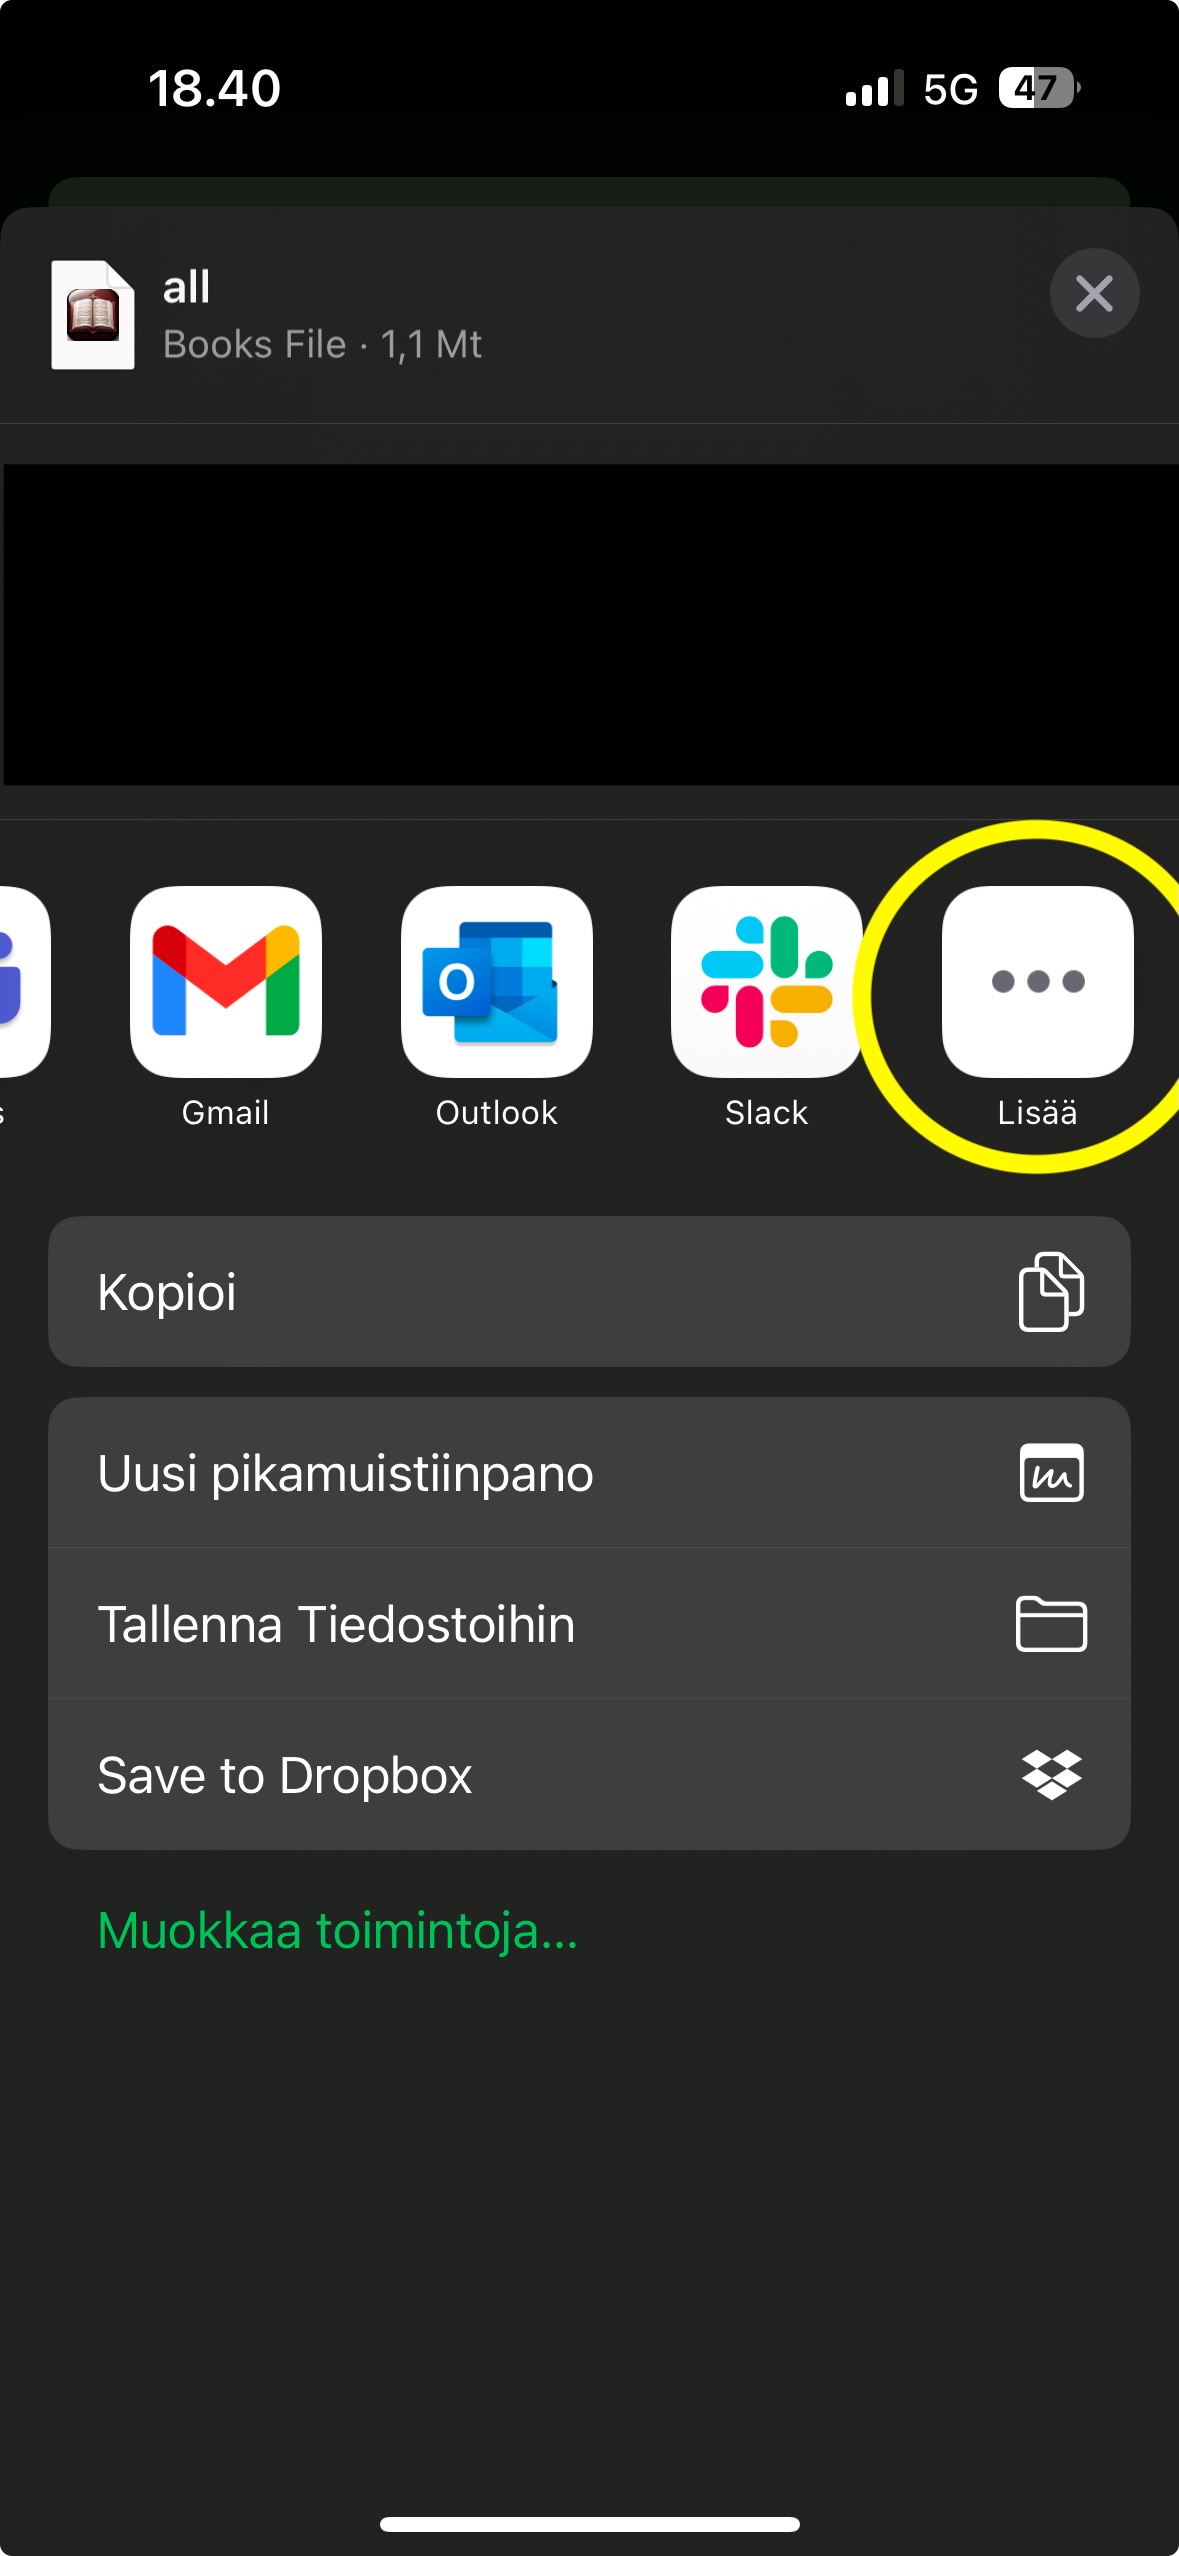 18.40
5G
47
all
Books File · 1,1 Mt
s
Gmail
Outlook
Slack
Lisää
Kopioi
Uusi pikamuistiinpano
Tallenna Tiedostoihin
Save to Dropbox
Muokkaa toimintoja...